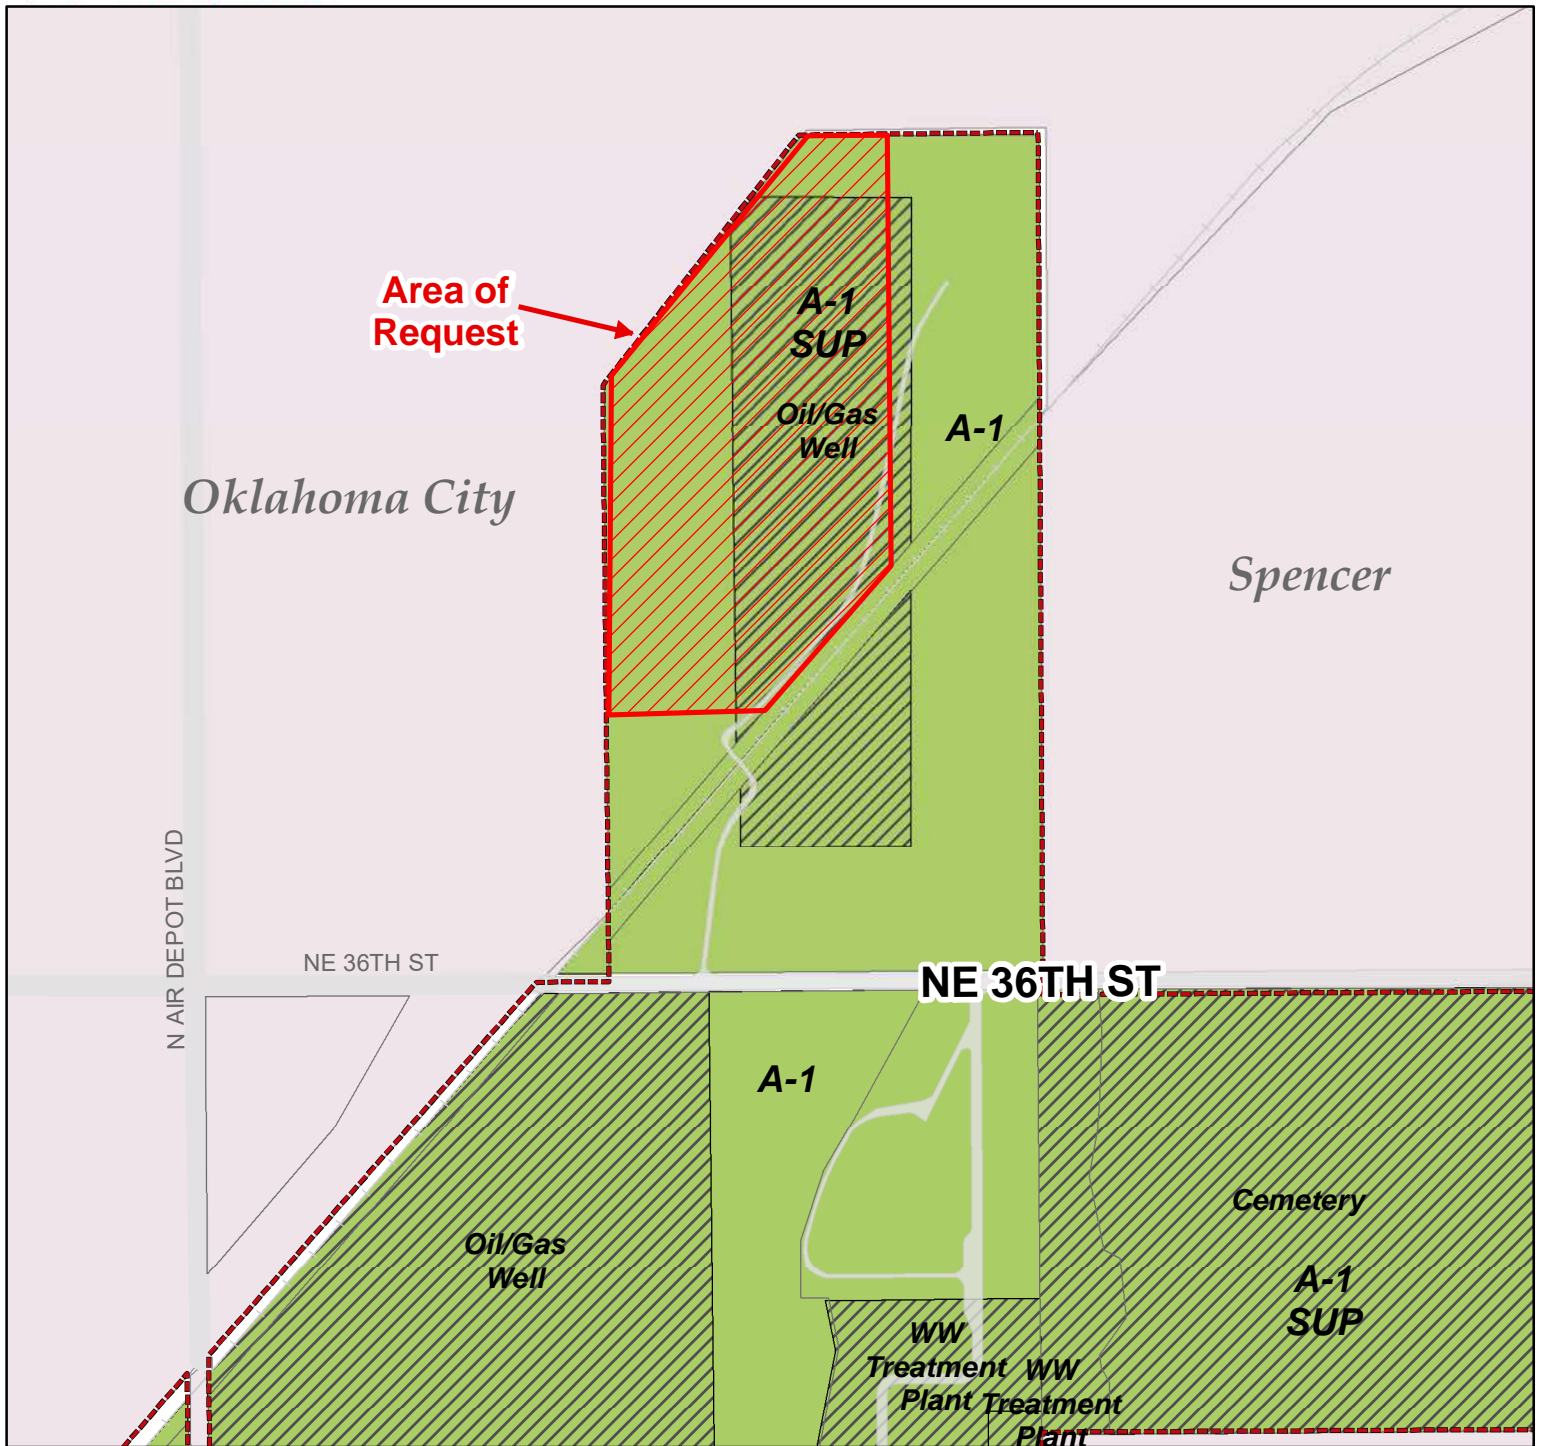 Area of
Request
A-1
SUP
Oil/Gas
Well
A-1
Oklahoma City
Spencer
N AIR DEPOT BLVD
NE 36TH ST
NE 36TH ST
A-1
Cemetery
Oil/Gas
Well
A-1
SUP
WW
Treatment
Plant
WW
Treatment
Plant